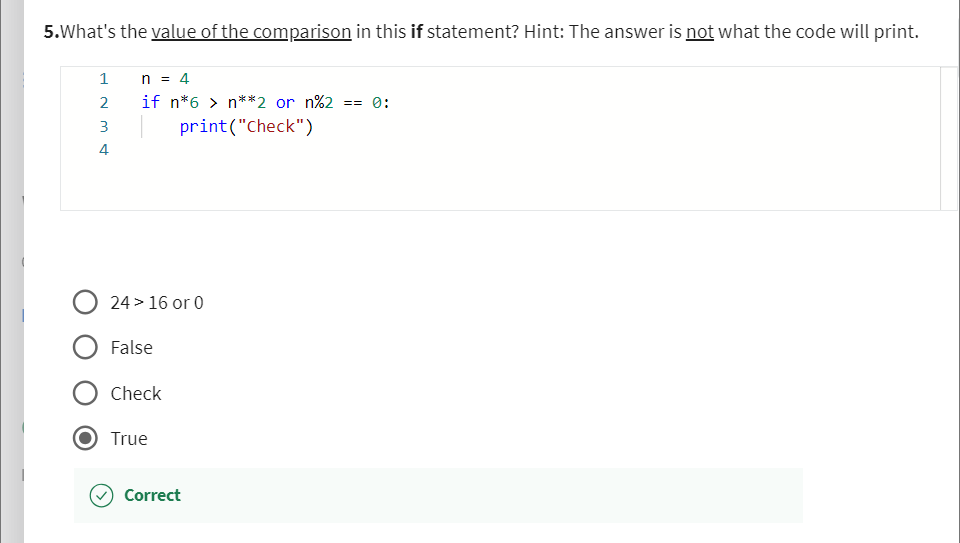 5.What's the value of the comparison in this if statement? Hint: The answer is not what the code will print.
1 n = 4
2 if n*6 > n**2 or n%2 == 0:
3 print("Check")
4
24 > 16 or 0
False
Check
True
Correct